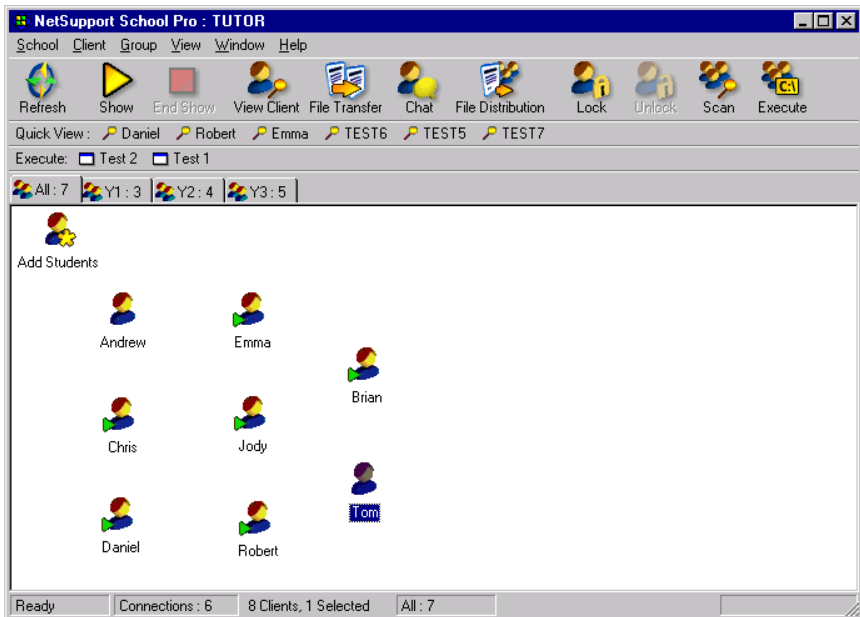 NetSupport School Pro : TUTOR
School Client Group View Window Help
Refresh Show End Show View Client File Transfer Chat File Distribution Lock Unlock Scan C:\ Execute
Quick View : Daniel Robert Emma TEST6 TEST5 TEST7
Execute: Test 2 Test 1
All : 7 Y1 : 3 Y2 : 4 Y3 : 5
Add Students
Andrew Emma
Brian
Chris Jody
Tom
Daniel Robert
Ready Connections : 6 8 Clients, 1 Selected All : 7